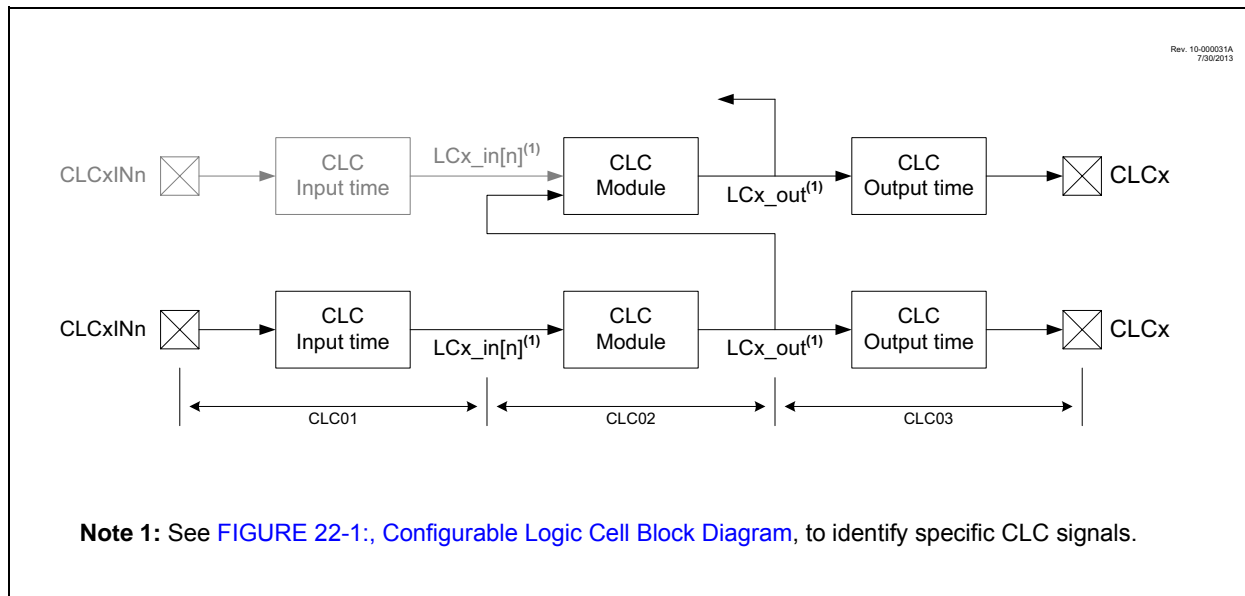 Rev. 10-000031A
7/30/2013
CLCxINn
CLC
Input time
LCx_in[n](1)
CLC
Module
LCx_out(1)
CLC
Output time
CLCx
CLCxINn
CLC
Input time
LCx_in[n](1)
CLC
Module
LCx_out(1)
CLC
Output time
CLCx
CLC01
CLC02
CLC03
Note 1: See FIGURE 22-1:, Configurable Logic Cell Block Diagram, to identify specific CLC signals.